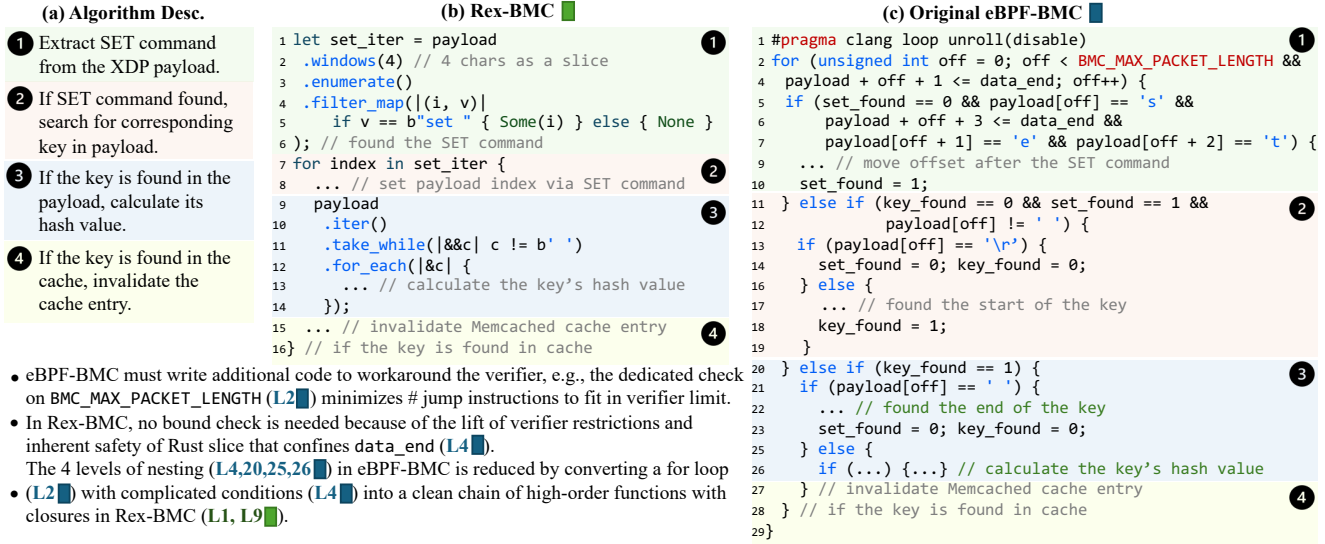 (a) Algorithm Desc.
1 Extract SET command
from the XDP payload.
2 If SET command found,
search for corresponding
key in payload.
3 If the key is found in the
payload, calculate its
hash value.
4 If the key is found in the
cache, invalidate the
cache entry.
(b) Rex-BMC
1 let set_iter = payload 1
2 .windows(4) // 4 chars as a slice
3 .enumerate()
4 .filter_map(|(i, v)|
5 if v == b"set " { Some(i) } else { None }
6 ); // found the SET command
7 for index in set_iter { 2
8 ... // set payload index via SET command
9 payload 3
10 .iter()
11 .take_while(|&&c| c != b' ')
12 .for_each(|&c| {
13 ... // calculate the key's hash value
14 });
15 ... // invalidate Memcached cache entry 4
16} // if the key is found in cache
(c) Original eBPF-BMC
1 #pragma clang loop unroll(disable) 1
2 for (unsigned int off = 0; off < BMC_MAX_PACKET_LENGTH &&
4 payload + off + 1 <= data_end; off++) {
5 if (set_found == 0 && payload[off] == 's' &&
6 payload + off + 3 <= data_end &&
7 payload[off + 1] == 'e' && payload[off + 2] == 't') {
9 ... // move offset after the SET command
10 set_found = 1;
11 } else if (key_found == 0 && set_found == 1 && 2
12 payload[off] != ' ') {
13 if (payload[off] == '\r’) {
14 set_found = 0; key_found = 0;
16 } else {
17 ... // found the start of the key
18 key_found = 1;
19 }
20 } else if (key_found == 1) { 3
21 if (payload[off] == ' ') {
22 ... // found the end of the key
23 set_found = 0; key_found = 0;
25 } else {
26 if (...) {...} // calculate the key’s hash value
27 } // invalidate Memcached cache entry 4
28 } // if the key is found in cache
29}
• eBPF-BMC must write additional code to workaround the verifier, e.g., the dedicated check
on BMC_MAX_PACKET_LENGTH (L2) minimizes # jump instructions to fit in verifier limit.
• In Rex-BMC, no bound check is needed because of the lift of verifier restrictions and
inherent safety of Rust slice that confines data_end (L4).
The 4 levels of nesting (L4,20,25,26) in eBPF-BMC is reduced by converting a for loop
• (L2) with complicated conditions (L4) into a clean chain of high-order functions with
closures in Rex-BMC (L1, L9).